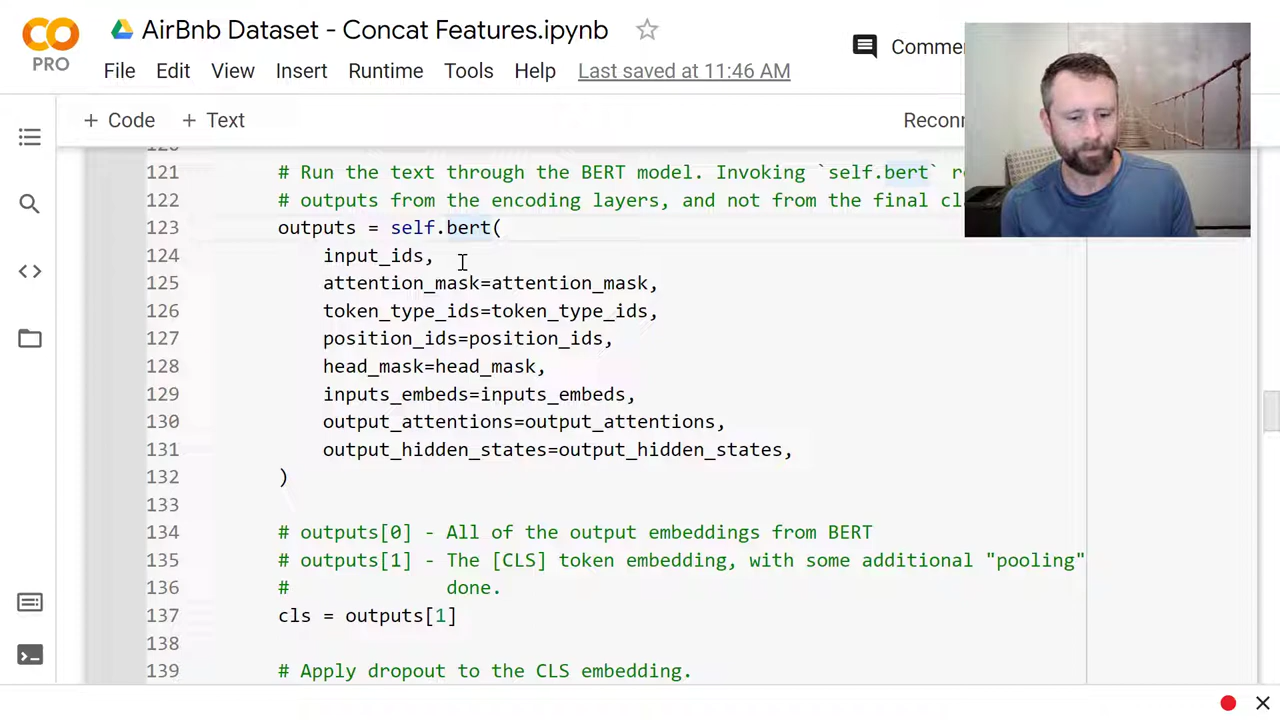 AirBnb Dataset - Concat Features.ipynb
PRO
File Edit View Insert Runtime Tools Help Last saved at 11:46 AM
+ Code + Text
121 # Run the text through the BERT model. Invoking `self.bert`
122 # outputs from the encoding layers, and not from the final
123 outputs = self.bert(
124 input_ids,
125 attention_mask=attention_mask,
126 token_type_ids=token_type_ids,
127 position_ids=position_ids,
128 head_mask=head_mask,
129 inputs_embeds=inputs_embeds,
130 output_attentions=output_attentions,
131 output_hidden_states=output_hidden_states,
132 )
133
134 # outputs[0] - All of the output embeddings from BERT
135 # outputs[1] - The [CLS] token embedding, with some additional "pooling"
136 # done.
137 cls = outputs[1]
138
139 # Apply dropout to the CLS embedding.